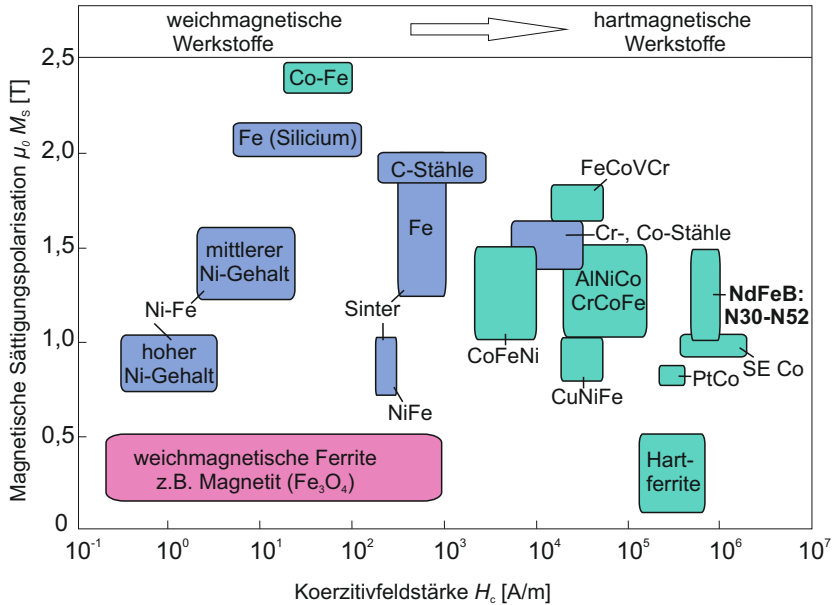 weichmagnetische
Werkstoffe
hartmagnetische
Werkstoffe
Magnetische Sättigungspolarisation μ₀ Mₛ [T]
2,5
2,0
1,5
1,0
0,5
0
Co-Fe
Fe (Silicium)
C-Stähle
FeCoVCr
Fe
Cr-, Co-Stähle
mittlerer
Ni-Gehalt
AlNiCo
CrCoFe
NdFeB:
N30-N52
Ni-Fe
Sinter
hoher
Ni-Gehalt
CoFeNi
SE Co
PtCo
NiFe
CuNiFe
weichmagnetische Ferrite
z.B. Magnetit (Fe₃O₄)
Hart-
ferrite
10⁻¹ 10⁰ 10¹ 10² 10³ 10⁴ 10⁵ 10⁶ 10⁷
Koerzitivfeldstärke H꜀ [A/m]